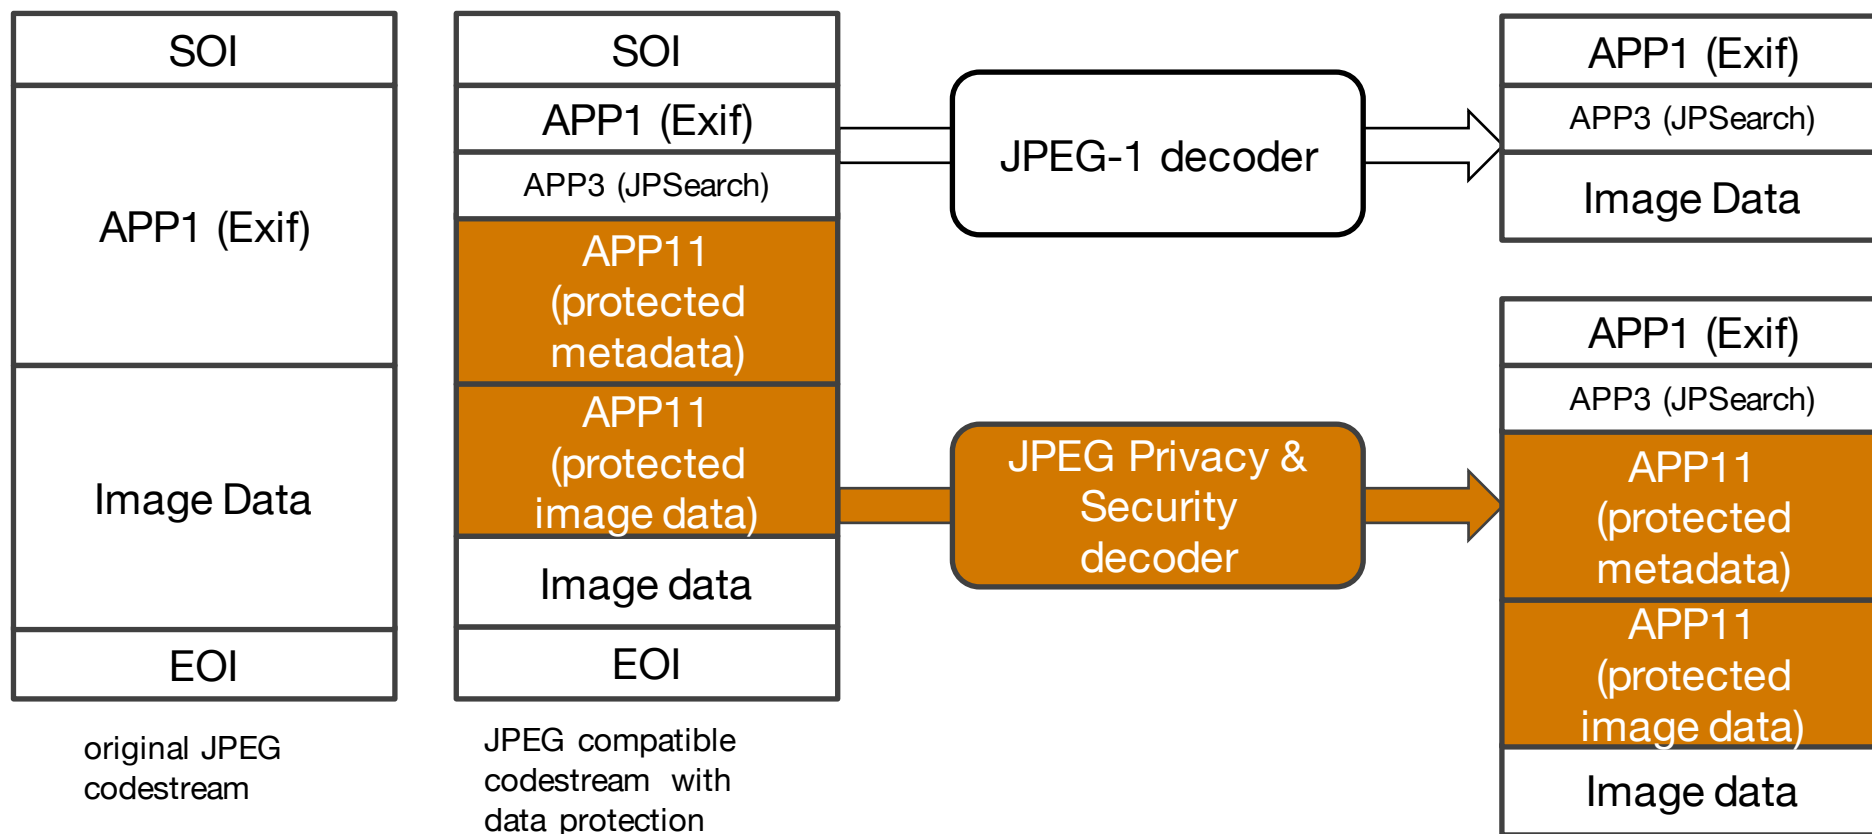 SOI
APP1 (Exif)
Image Data
EOI
original JPEG
codestream
SOI
APP1 (Exif)
APP3 (JPSearch)
APP11
(protected
metadata)
APP11
(protected
image data)
Image data
EOI
JPEG compatible
codestream with
data protection
JPEG-1 decoder
JPEG Privacy &
Security
decoder
APP1 (Exif)
APP3 (JPSearch)
Image Data
APP1 (Exif)
APP3 (JPSearch)
APP11
(protected
metadata)
APP11
(protected
image data)
Image data